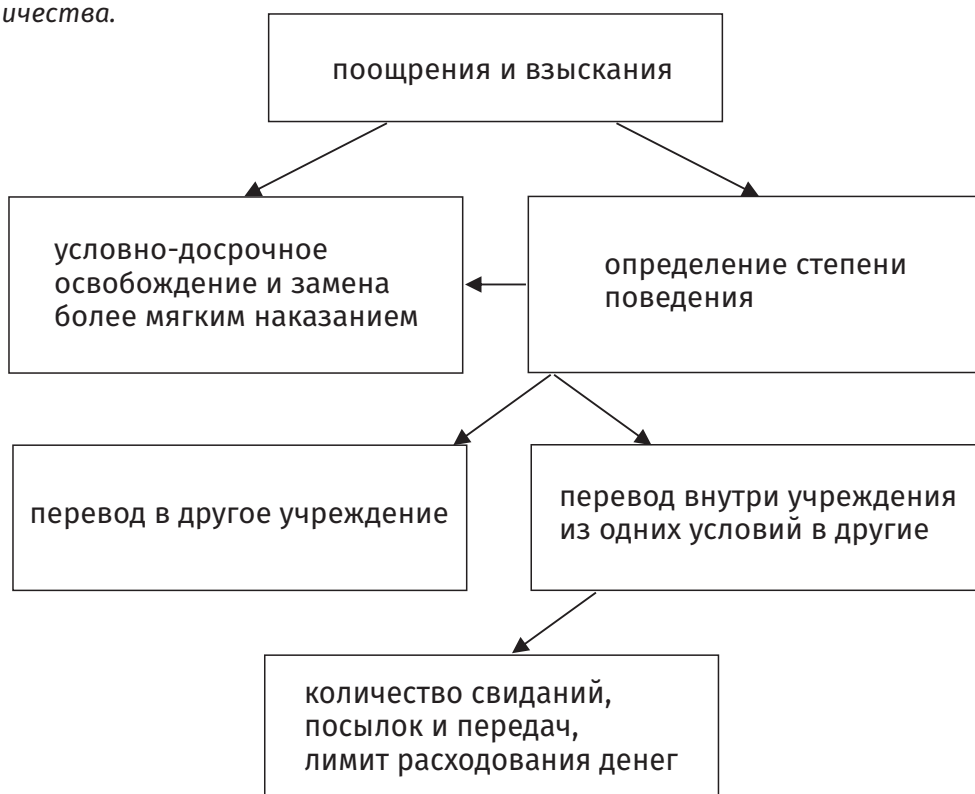 ичества.
поощрения и взыскания
условно-досрочное
освобождение и замена
более мягким наказанием
определение степени
поведения
перевод в другое учреждение
перевод внутри учреждения
из одних условий в другие
количество свиданий,
посылок и передач,
лимит расходования денег